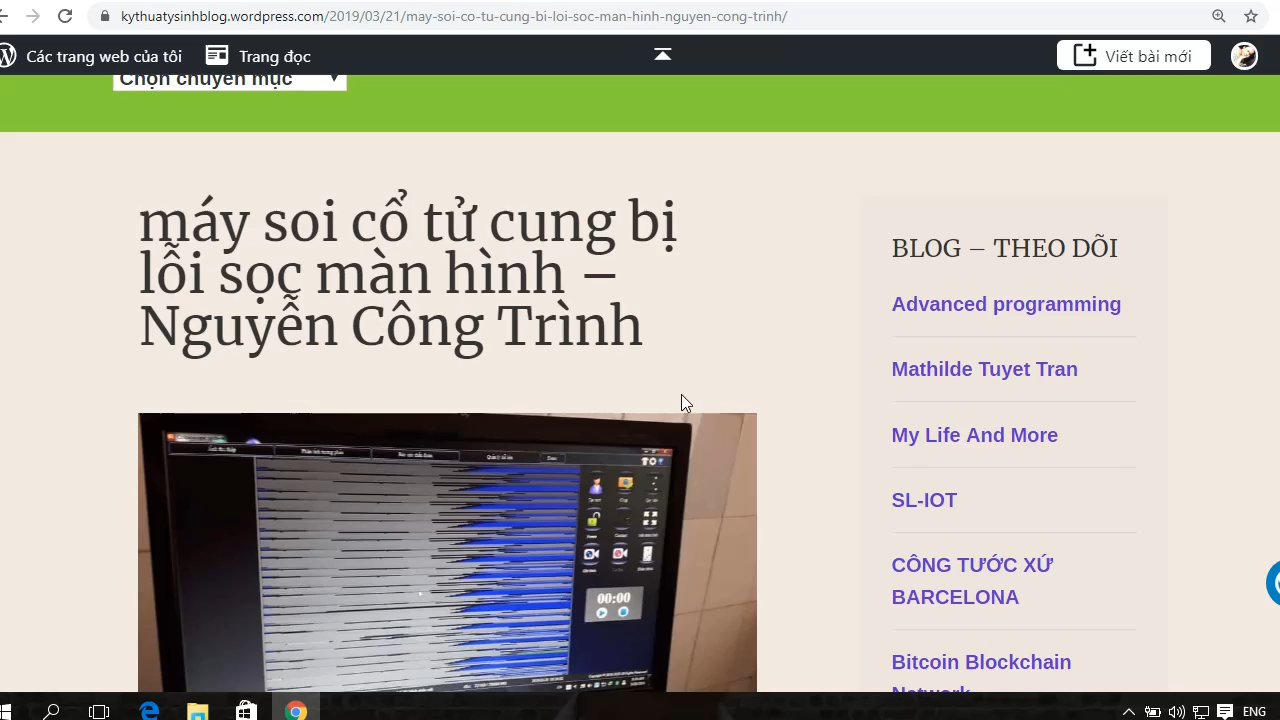 kythuatysinhblog.wordpress.com/2019/03/21/may-soi-co-tu-cung-bi-loi-soc-man-hinh-nguyen-cong-trinh/
Các trang web của tôi
Trang đọc
Viết bài mới
Chọn chuyên mục
máy soi cổ tử cung bị
lỗi sọc màn hình –
Nguyễn Công Trình
00:00
BLOG – THEO DÕI
Advanced programming
Mathilde Tuyet Tran
My Life And More
SL-IOT
CÔNG TƯỚC XỨ
BARCELONA
Bitcoin Blockchain
Network
ENG